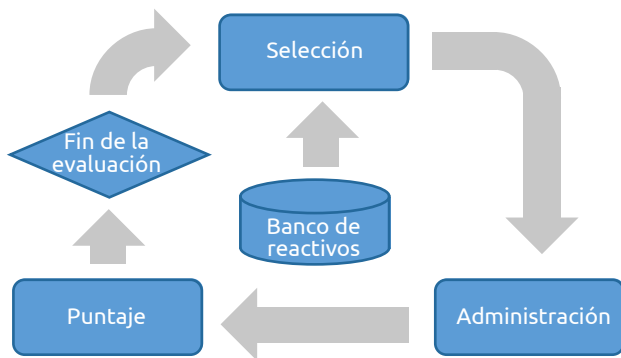 Selección
Fin de la
evaluación
Banco de
reactivos
Puntaje
Administración